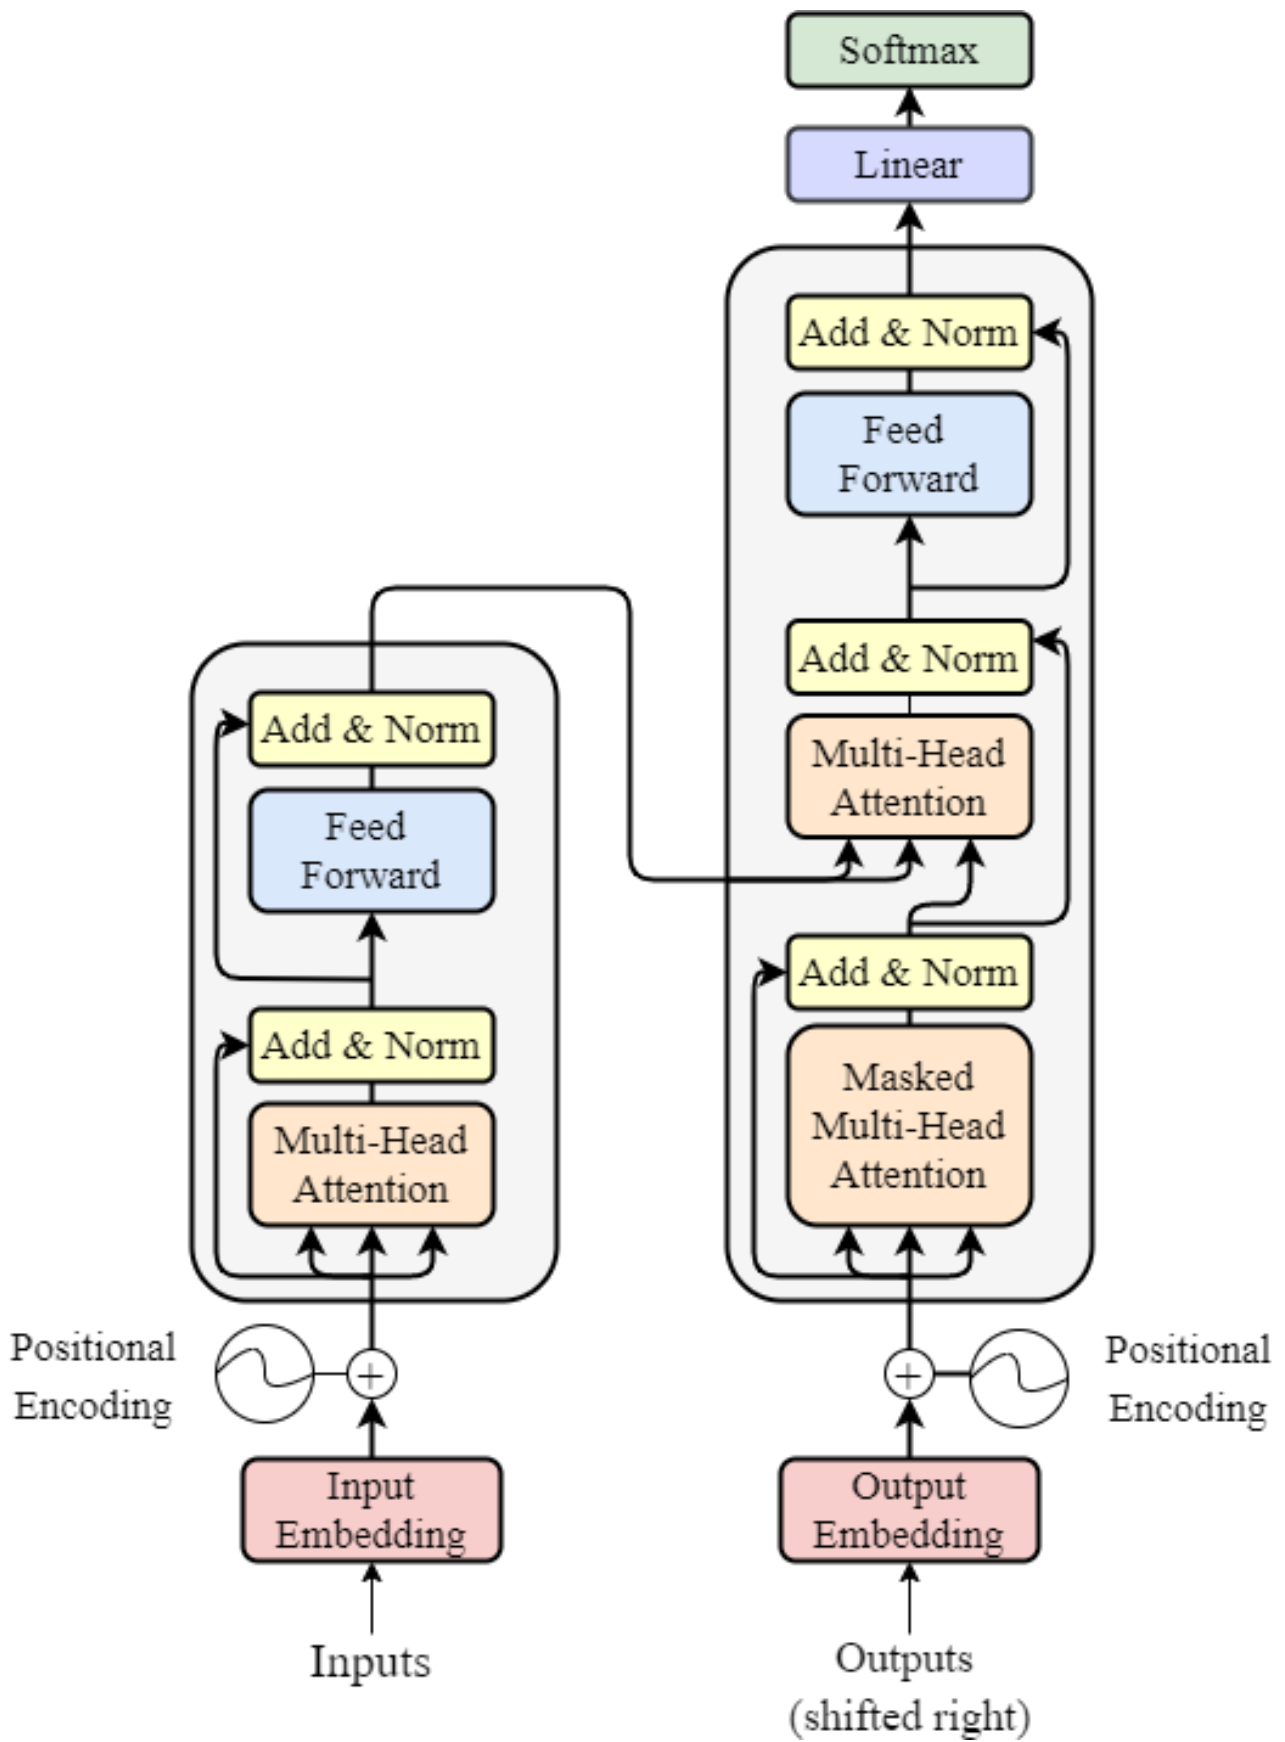 Softmax
Linear
Add & Norm
Feed
Forward
Add & Norm
Multi-Head
Attention
Add & Norm
Masked
Multi-Head
Attention
Add & Norm
Feed
Forward
Add & Norm
Multi-Head
Attention
Positional
Encoding
+
+
Positional
Encoding
Input
Embedding
Output
Embedding
Inputs
Outputs
(shifted right)